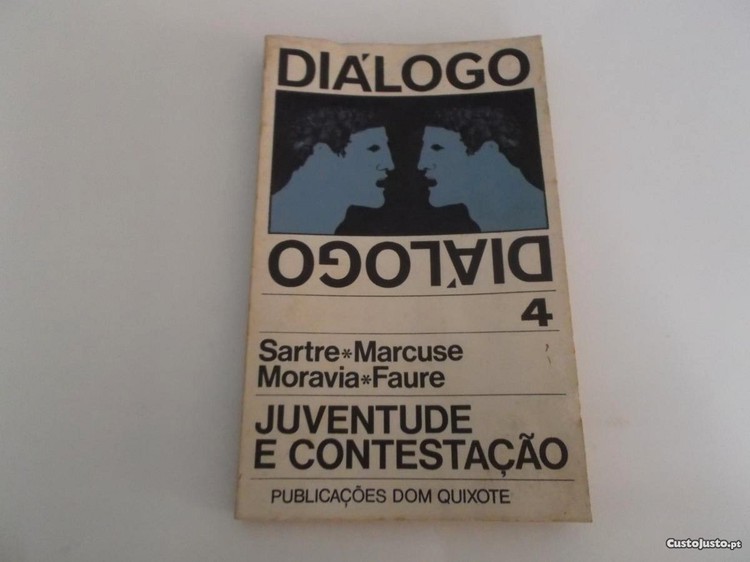 DIÁLOGO
DIÁLOGO
4
Sartre*Marcuse
Moravia*Faure
JUVENTUDE
E CONTESTAÇÃO
PUBLICAÇÕES DOM QUIXOTE
CustoJusto.pt